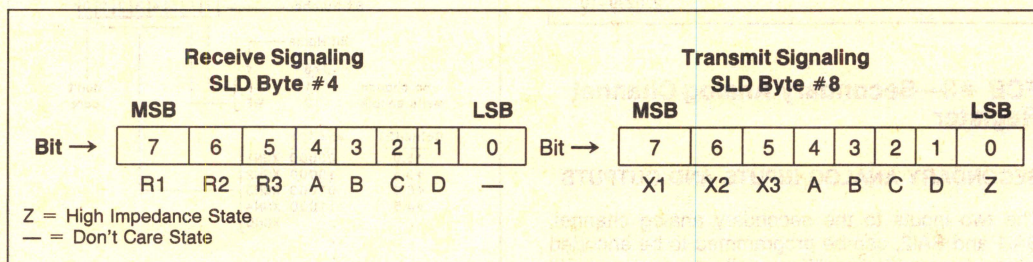 Receive Signaling
SLD Byte #4
MSB LSB
Bit → 7 6 5 4 3 2 1 0
R1 R2 R3 A B C D —
Transmit Signaling
SLD Byte #8
MSB LSB
Bit → 7 6 5 4 3 2 1 0
X1 X2 X3 A B C D Z
Z = High Impedance State
— = Don't Care State